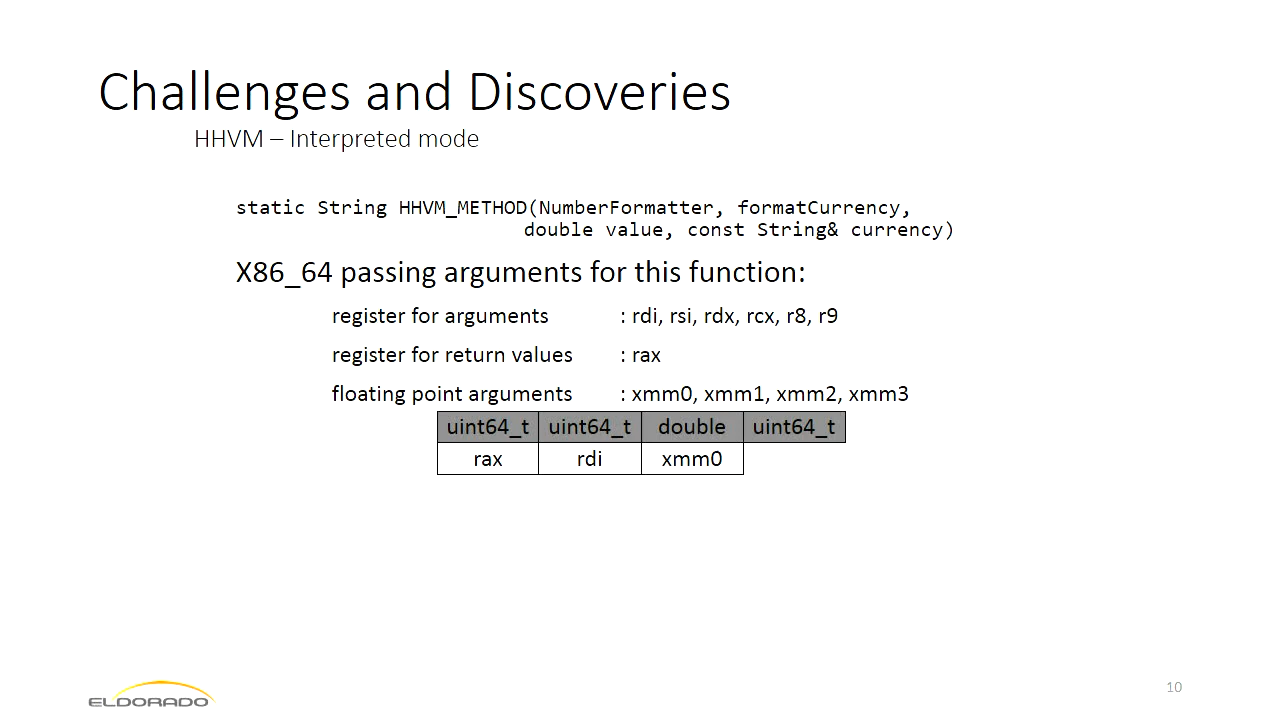 Challenges and Discoveries
HHVM – Interpreted mode
static String HHVM_METHOD(NumberFormatter, formatCurrency,
double value, const String& currency)
X86_64 passing arguments for this function:
register for arguments : rdi, rsi, rdx, rcx, r8, r9
register for return values : rax
floating point arguments : xmm0, xmm1, xmm2, xmm3
uint64_t uint64_t double uint64_t
rax rdi xmm0
ELDORADO
10